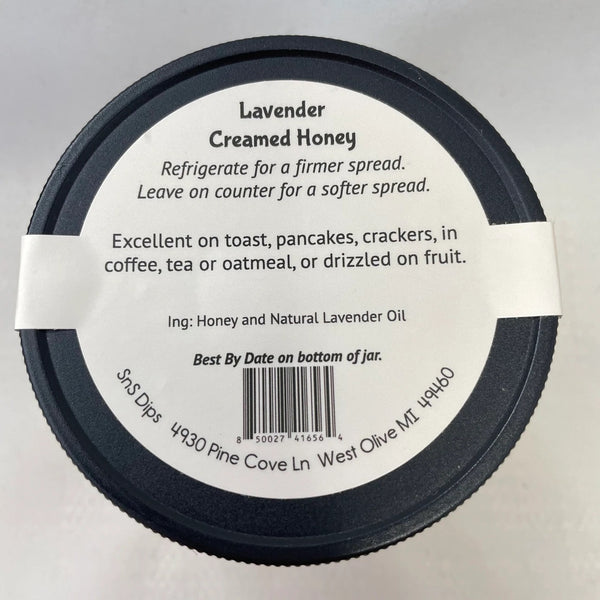 Lavender
Creamed Honey
Refrigerate for a firmer spread.
Leave on counter for a softer spread.
Excellent on toast, pancakes, crackers, in
coffee, tea or oatmeal, or drizzled on fruit.
Ing: Honey and Natural Lavender Oil
Best By Date on bottom of jar.
8 50027 41656 4
SnS Dips 4930 Pine Cove Ln West Olive MI 49460